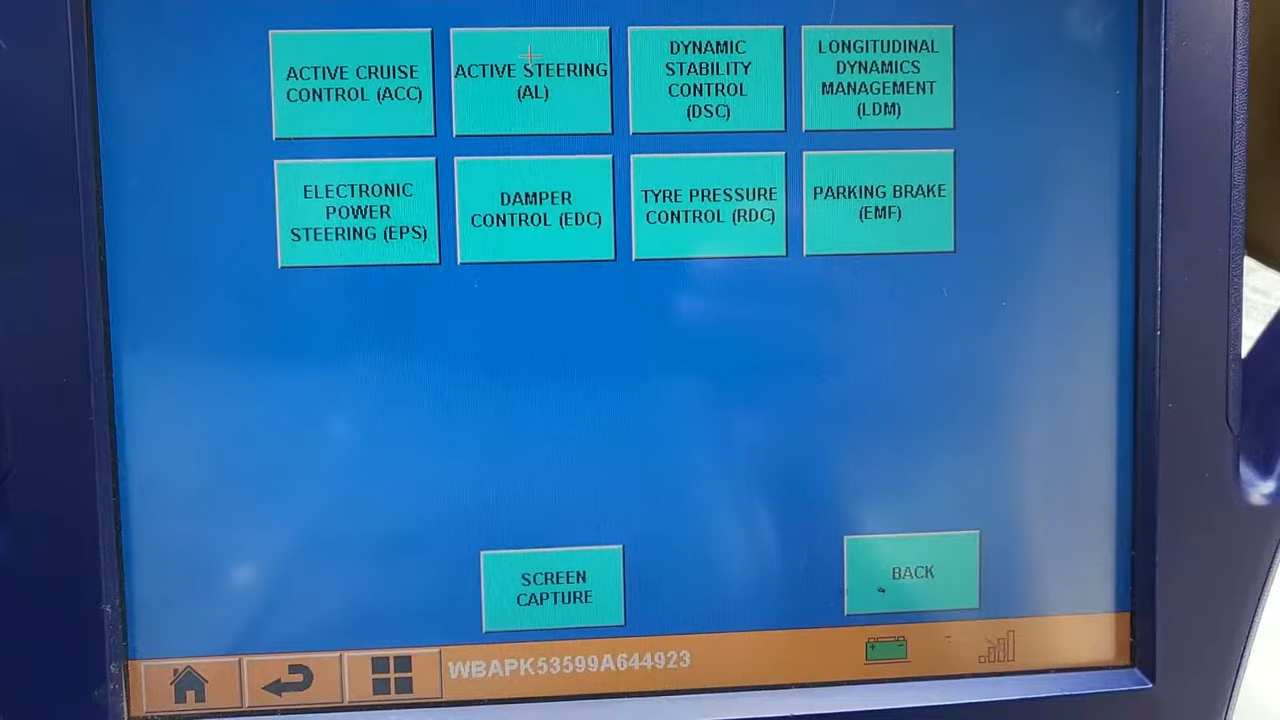 ACTIVE CRUISE
CONTROL (ACC)
ACTIVE STEERING
(AL)
DYNAMIC
STABILITY
CONTROL
(DSC)
LONGITUDINAL
DYNAMICS
MANAGEMENT
(LDM)
ELECTRONIC
POWER
STEERING (EPS)
DAMPER
CONTROL (EDC)
TYRE PRESSURE
CONTROL (RDC)
PARKING BRAKE
(EMF)
SCREEN
CAPTURE
BACK
WBAPK53599A644923